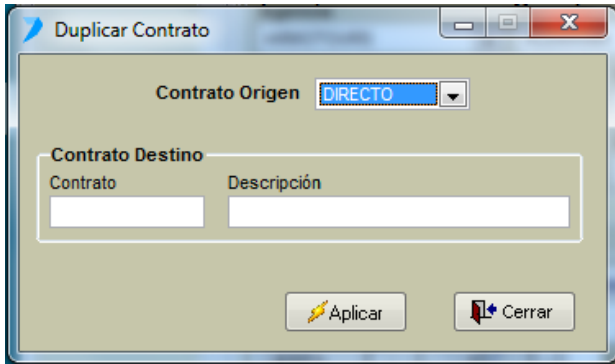 Duplicar Contrato
Contrato Origen DIRECTO
Contrato Destino
Contrato Descripción
Aplicar Cerrar